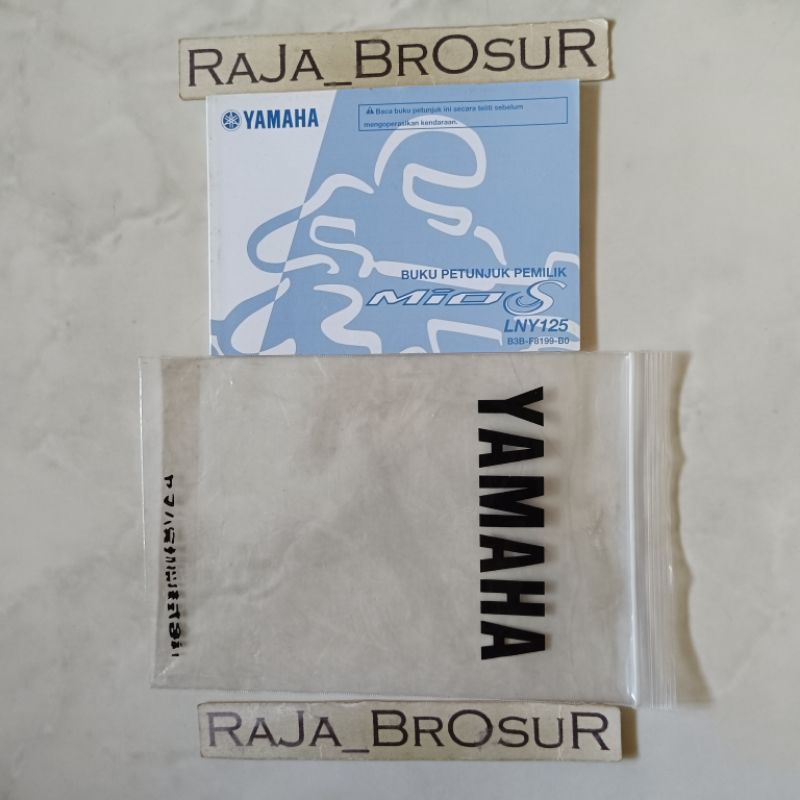 RAJA_BROSUR
YAMAHA
Baca buku petunjuk ini secara teliti sebelum
mengoperasikan kendaraan.
BUKU PETUNJUK PEMILIK
Mio S
LNY125
B3B-F8199-B0
YAMAHA
RAJA_BROSUR